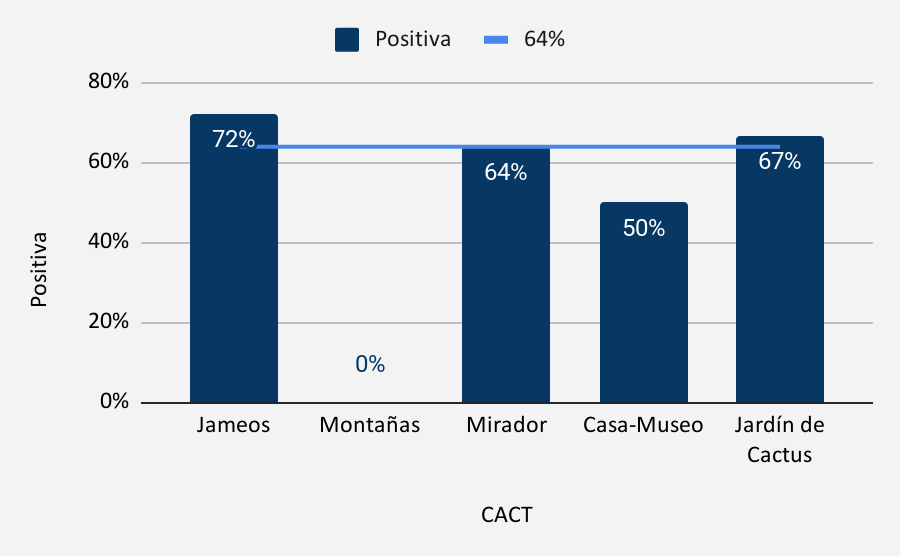 Positiva 64%
80%
60%
40%
20%
0%
Positiva
72%
0%
64%
50%
67%
Jameos Montañas Mirador Casa-Museo Jardín de
Cactus
CACT